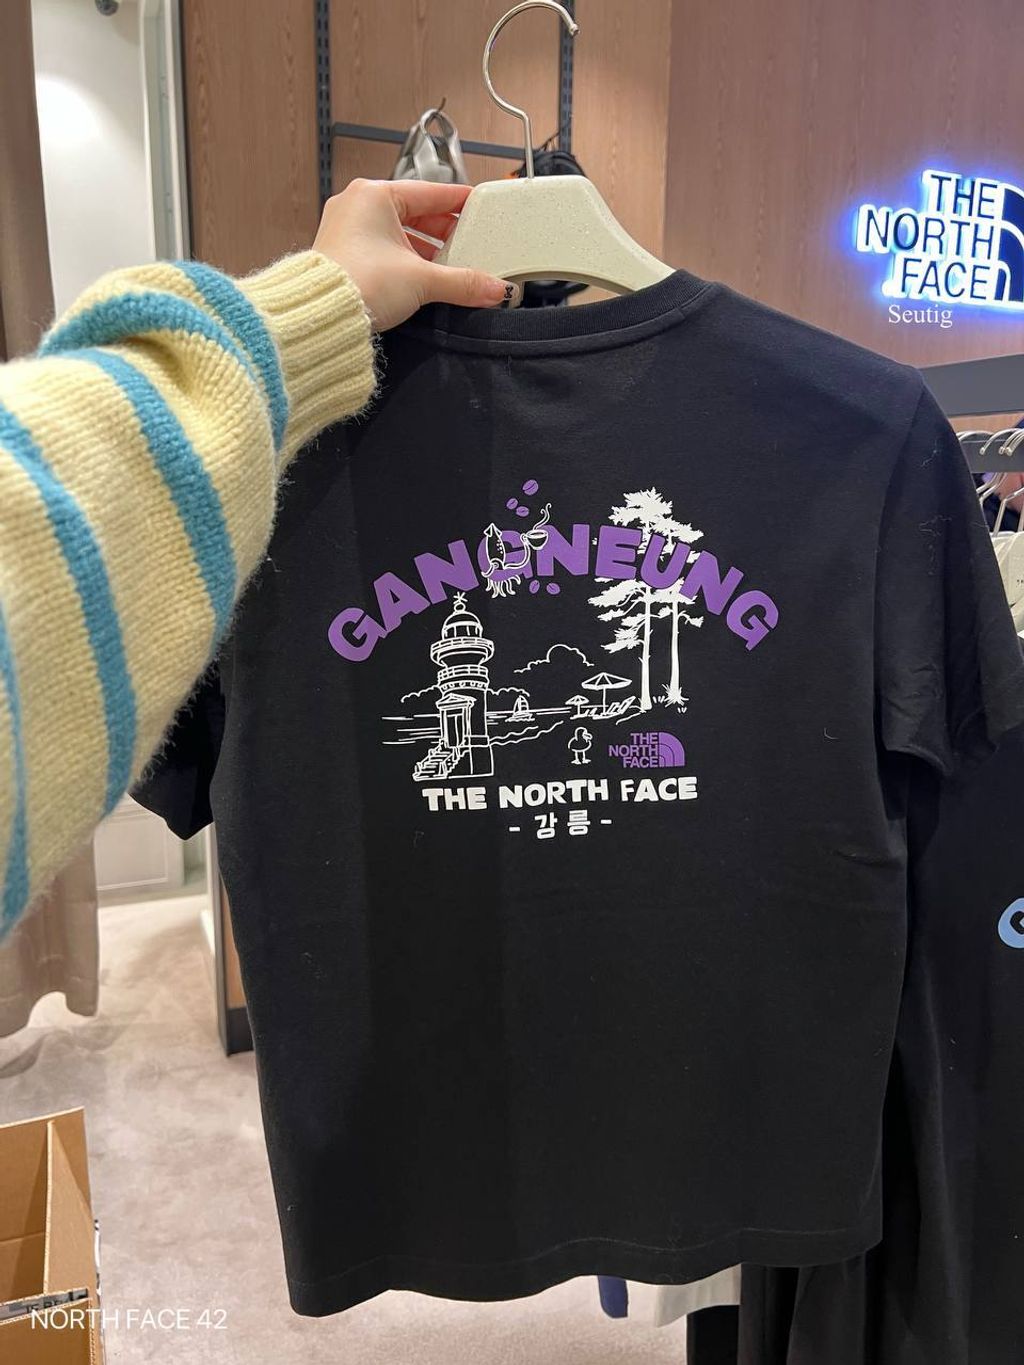 THE
NORTH
FACE
Seutig
GANGNEUNG
THE
NORTH
FACE
THE NORTH FACE
- 강릉 -
NORTH FACE 42